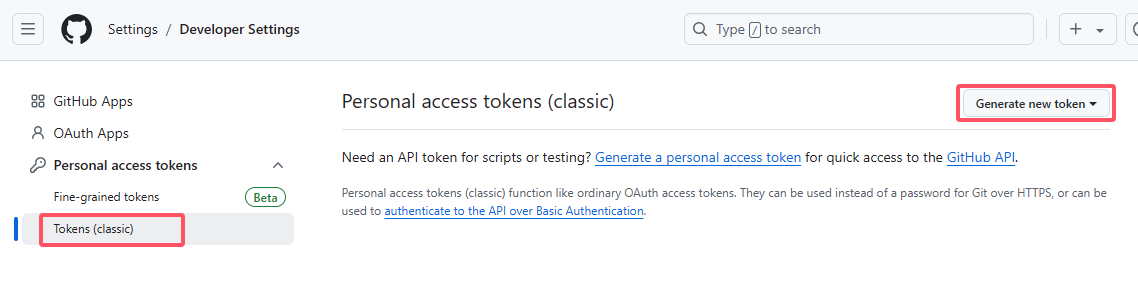 Settings / Developer Settings
Type / to search
GitHub Apps
OAuth Apps
Personal access tokens
Fine-grained tokens Beta
Tokens (classic)
Personal access tokens (classic)
Generate new token
Need an API token for scripts or testing? Generate a personal access token for quick access to the GitHub API.
Personal access tokens (classic) function like ordinary OAuth access tokens. They can be used instead of a password for Git over HTTPS, or can be
used to authenticate to the API over Basic Authentication.